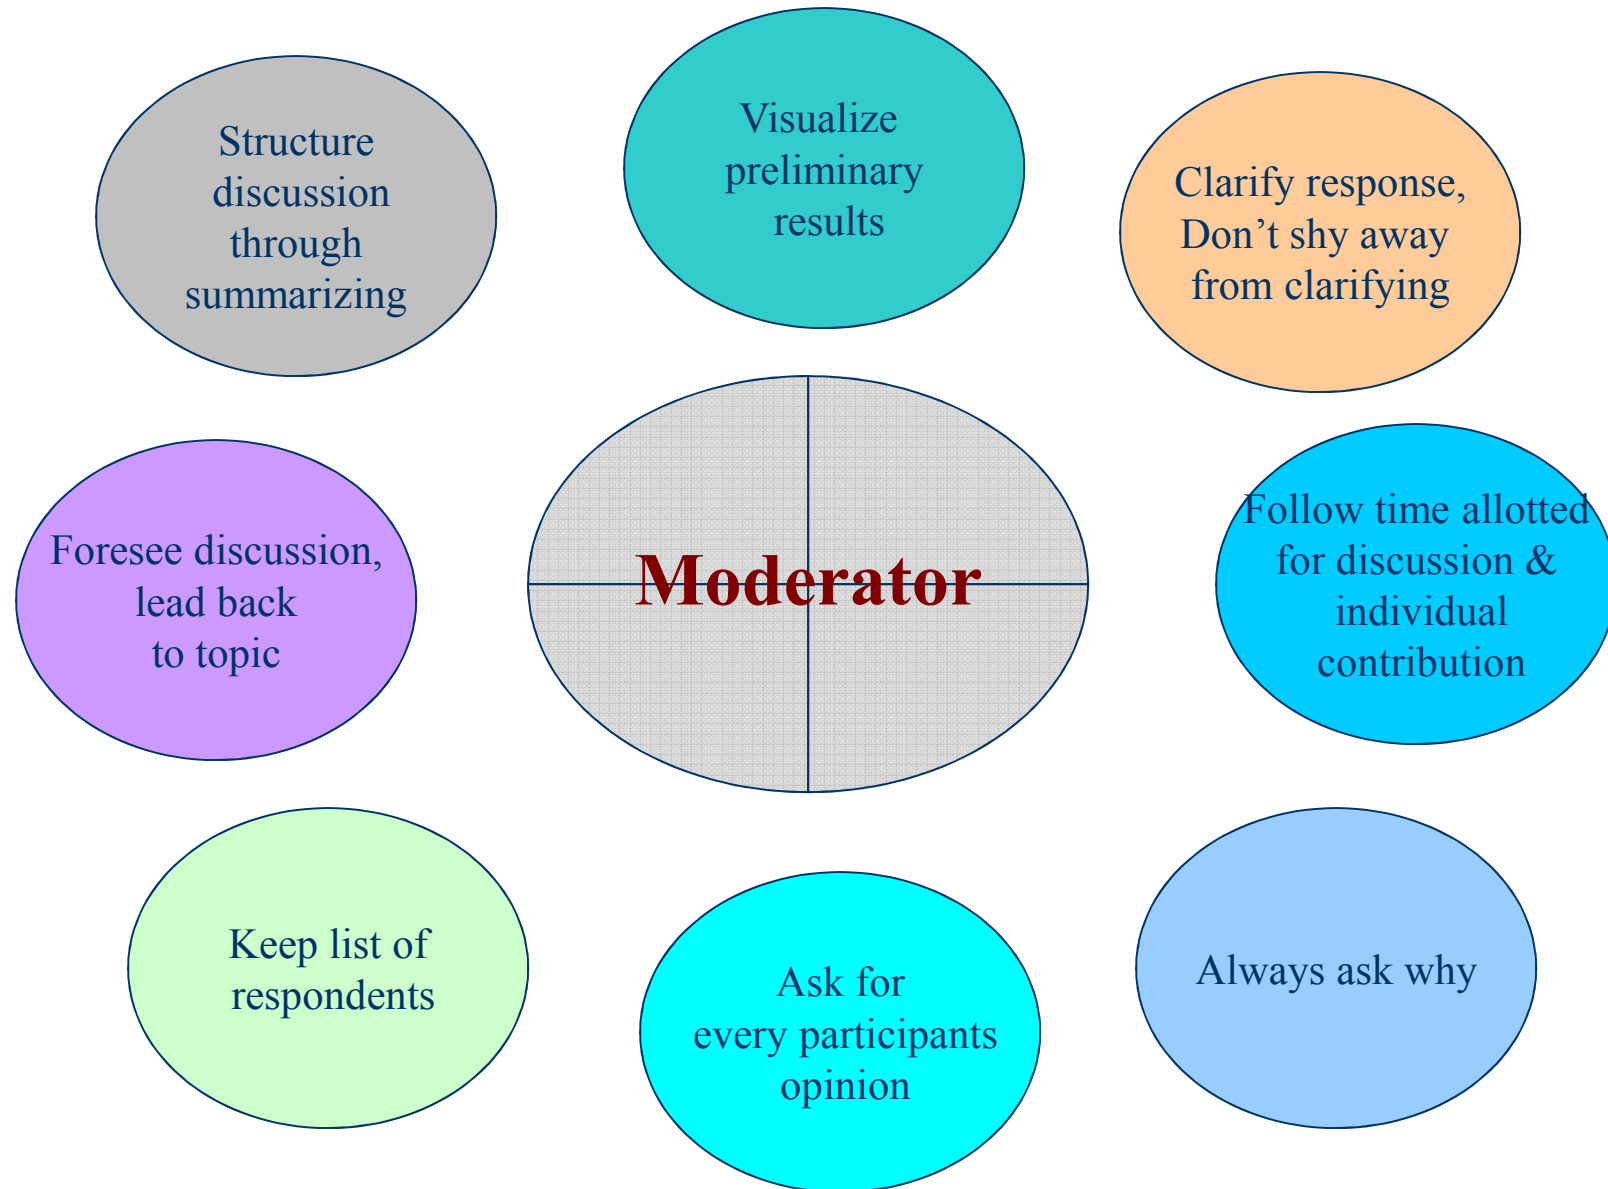 Structure
discussion
through
summarizing
Visualize
preliminary
results
Clarify response,
Don’t shy away
from clarifying
Foresee discussion,
lead back
to topic
Moderator
Follow time allotted
for discussion &
individual
contribution
Keep list of
respondents
Ask for
every participants
opinion
Always ask why